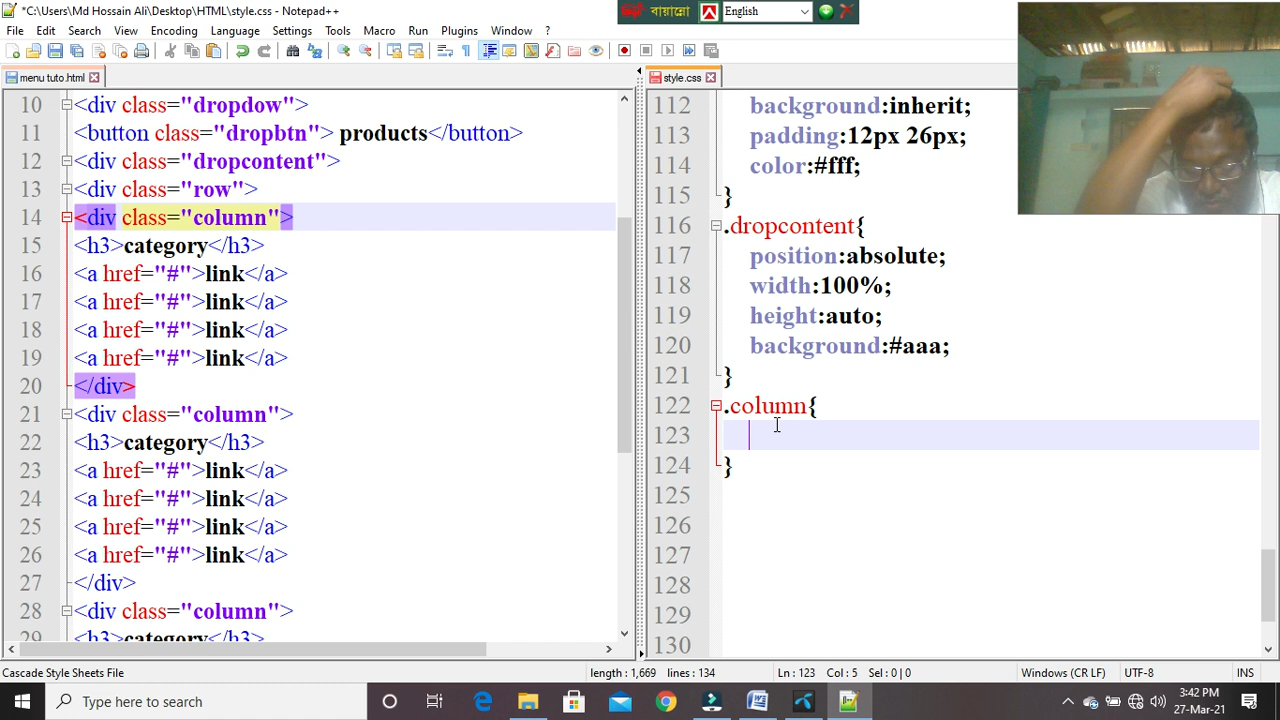 *C:\Users\Md Hossain Ali\Desktop\HTML\style.css - Notepad++
বায়ান্নো English
File Edit Search View Encoding Language Settings Tools Macro Run Plugins Window ?
menu tuto.html
style.css
10 <div class="dropdow">
11 <button class="dropbtn"> products</button>
12 <div class="dropcontent">
13 <div class="row">
14 <div class="column">
15 <h3>category</h3>
16 <a href="#">link</a>
17 <a href="#">link</a>
18 <a href="#">link</a>
19 <a href="#">link</a>
20 </div>
21 <div class="column">
22 <h3>category</h3>
23 <a href="#">link</a>
24 <a href="#">link</a>
25 <a href="#">link</a>
26 <a href="#">link</a>
27 </div>
28 <div class="column">
29 <h3>category</h3>
112 background:inherit;
113 padding:12px 26px;
114 color:#fff;
115 }
116 .dropcontent{
117 position:absolute;
118 width:100%;
119 height:auto;
120 background:#aaa;
121 }
122 .column{
123
124 }
125
126
127
128
129
130
Cascade Style Sheets File length : 1,669 lines : 134 Ln : 123 Col : 5 Sel : 0 | 0 Windows (CR LF) UTF-8 INS
Type here to search
3:42 PM
27-Mar-21